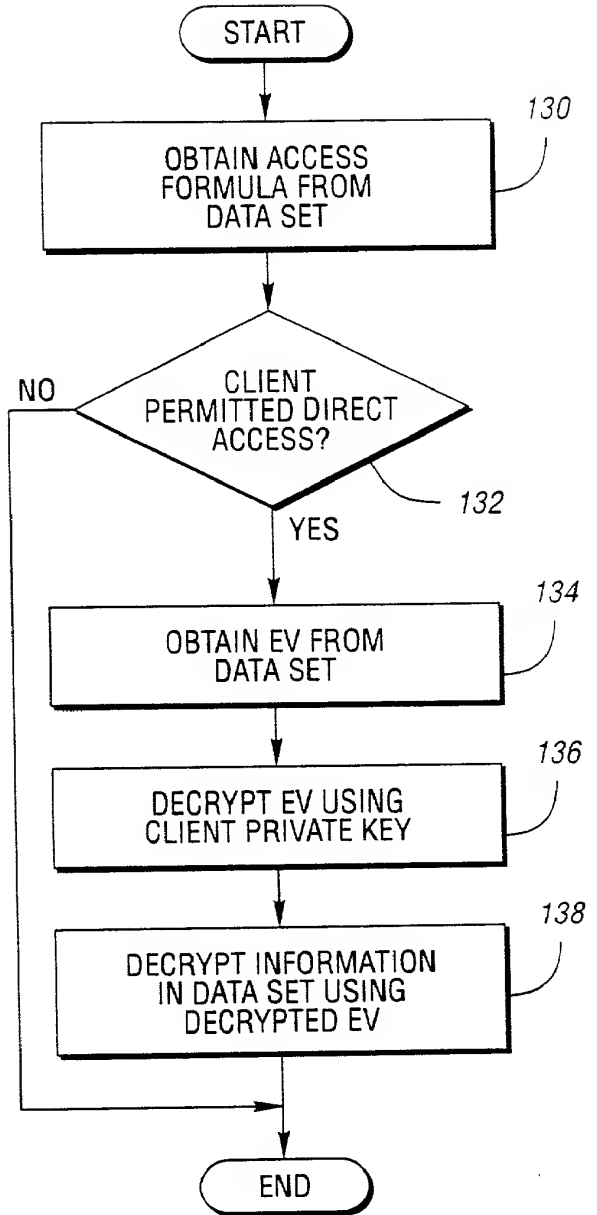 START
130
OBTAIN ACCESS
FORMULA FROM
DATA SET
NO
CLIENT
PERMITTED DIRECT
ACCESS?
132
YES
134
OBTAIN EV FROM
DATA SET
136
DECRYPT EV USING
CLIENT PRIVATE KEY
138
DECRYPT INFORMATION
IN DATA SET USING
DECRYPTED EV
END